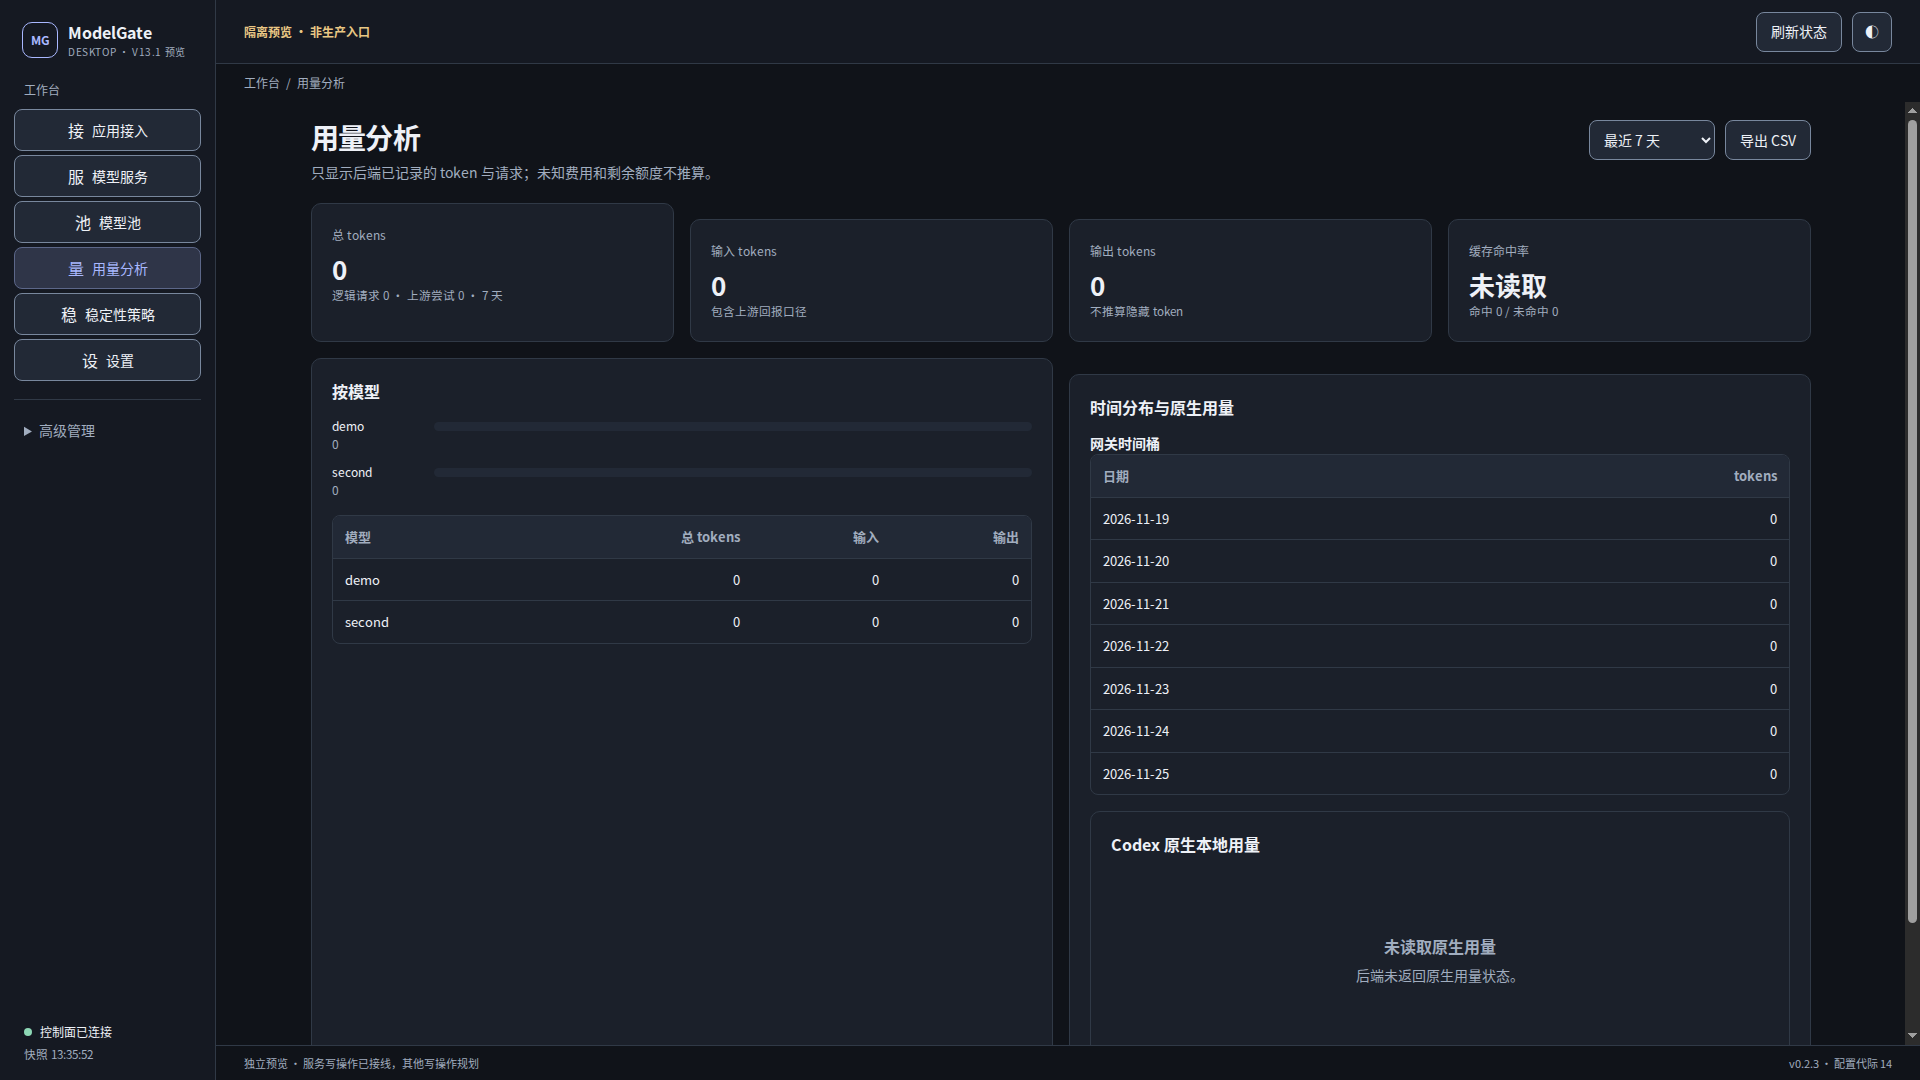 MG
ModelGate
DESKTOP · V13.1 预览
工作台
接 应用接入
服 模型服务
池 模型池
量 用量分析
稳 稳定性策略
设 设置
▶ 高级管理
控制面已连接
快照 13:35:52
隔离预览 · 非生产入口
刷新状态
工作台 / 用量分析
用量分析
只显示后端已记录的 token 与请求；未知费用和剩余额度不推算。
最近 7 天
导出 CSV
总 tokens
0
逻辑请求 0 · 上游尝试 0 · 7 天
输入 tokens
0
包含上游回报口径
输出 tokens
0
不推算隐藏 token
缓存命中率
未读取
命中 0 / 未命中 0
按模型
demo
0
second
0
模型 总 tokens 输入 输出
demo 0 0 0
second 0 0 0
时间分布与原生用量
网关时间桶
日期 tokens
2026-11-19 0
2026-11-20 0
2026-11-21 0
2026-11-22 0
2026-11-23 0
2026-11-24 0
2026-11-25 0
Codex 原生本地用量
未读取原生用量
后端未返回原生用量状态。
独立预览 · 服务写操作已接线，其他写操作规划
v0.2.3 · 配置代际 14